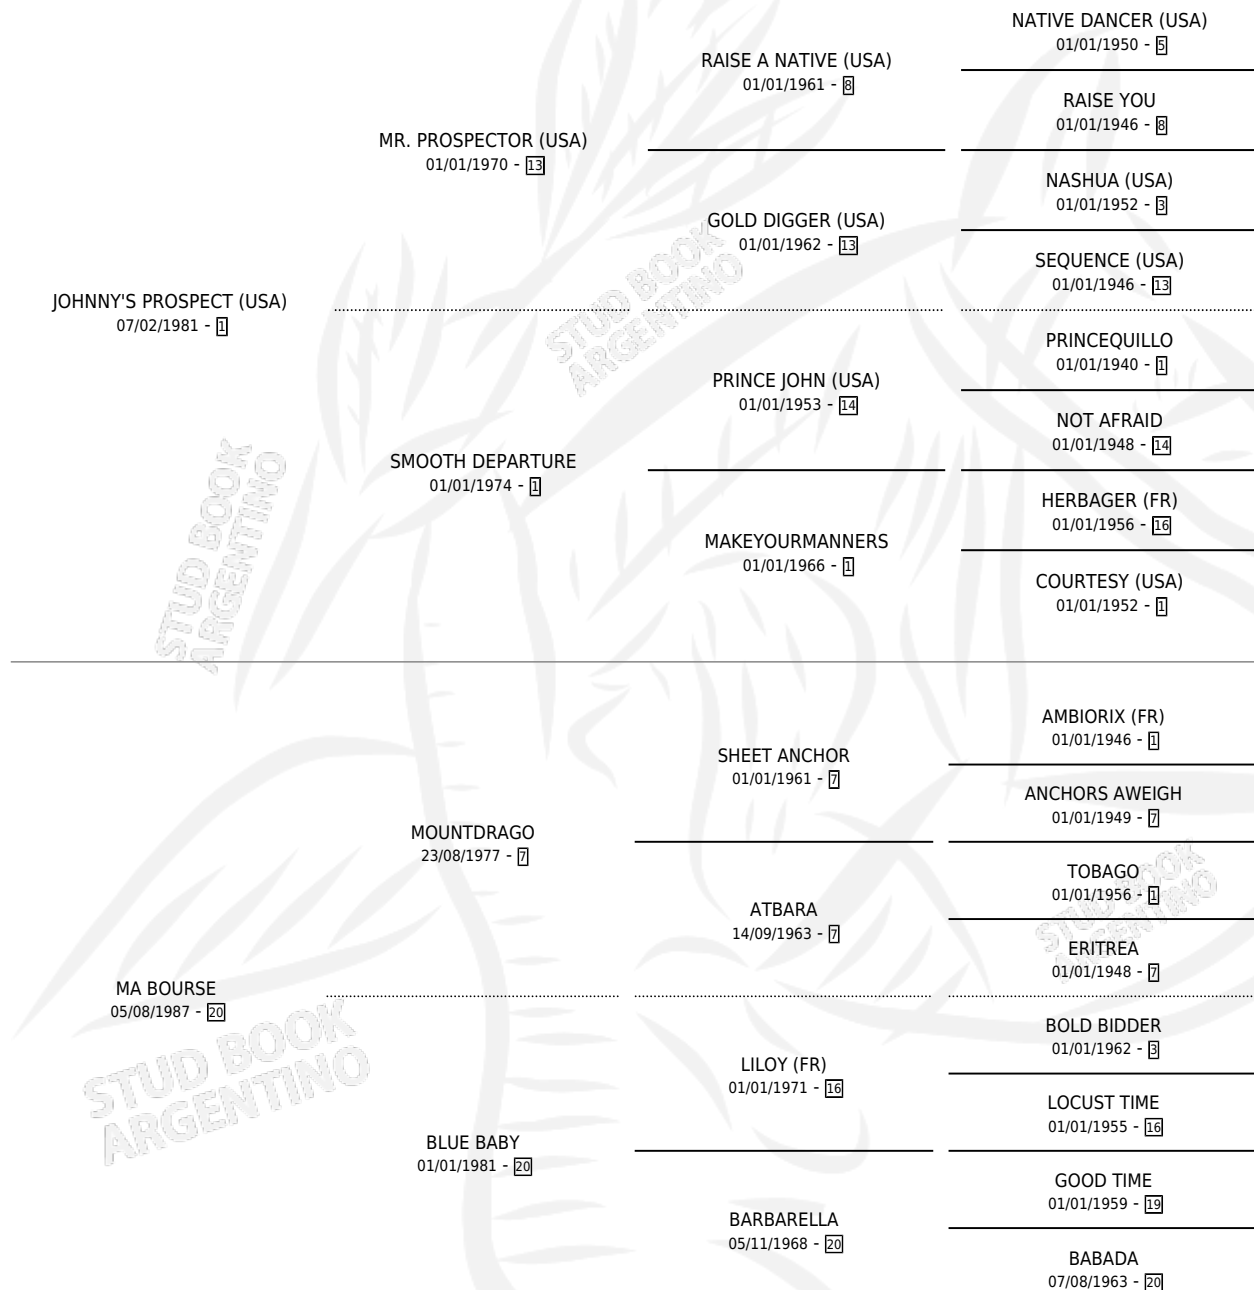 NATIVE DANCER (USA)
01/01/1950 - 5
RAISE A NATIVE (USA)
01/01/1961 - 8
RAISE YOU
01/01/1946 - 8
MR. PROSPECTOR (USA)
01/01/1970 - 13
NASHUA (USA)
01/01/1952 - 3
GOLD DIGGER (USA)
01/01/1962 - 13
SEQUENCE (USA)
01/01/1946 - 13
JOHNNY'S PROSPECT (USA)
07/02/1981 - 1
STUD BOOK
ARGENTINO
PRINCEQUILLO
01/01/1940 - 1
PRINCE JOHN (USA)
01/01/1953 - 14
NOT AFRAID
01/01/1948 - 14
SMOOTH DEPARTURE
01/01/1974 - 1
HERBAGER (FR)
01/01/1956 - 16
MAKEYOURMANNERS
01/01/1966 - 1
COURTESY (USA)
01/01/1952 - 1
STUD BOOK
ARGENTINO
AMBIORIX (FR)
01/01/1946 - 1
SHEET ANCHOR
01/01/1961 - 7
ANCHORS AWEIGH
01/01/1949 - 7
MOUNTDRAGO
23/08/1977 - 7
TOBAGO
01/01/1956 - 1
ATBARA
14/09/1963 - 7
ERITREA
01/01/1948 - 7
STUD BOOK
ARGENTINO
MA BOURSE
05/08/1987 - 20
BOLD BIDDER
01/01/1962 - 3
LILOY (FR)
01/01/1971 - 16
LOCUST TIME
01/01/1955 - 16
STUD BOOK
ARGENTINO
BLUE BABY
01/01/1981 - 20
GOOD TIME
01/01/1959 - 19
BARBARELLA
05/11/1968 - 20
BABADA
07/08/1963 - 20